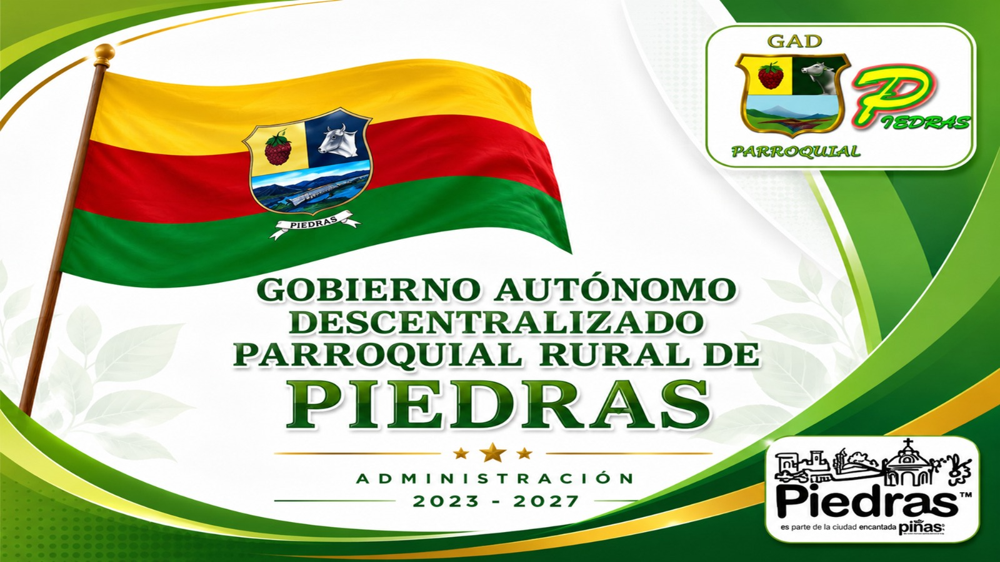 GAD
PIEDRAS
PARROQUIAL
PIEDRAS
GOBIERNO AUTÓNOMO
DESCENTRALIZADO
PARROQUIAL RURAL DE
PIEDRAS
ADMINISTRACIÓN
2023 - 2027
Piedras™
es parte de la ciudad encantada piñas